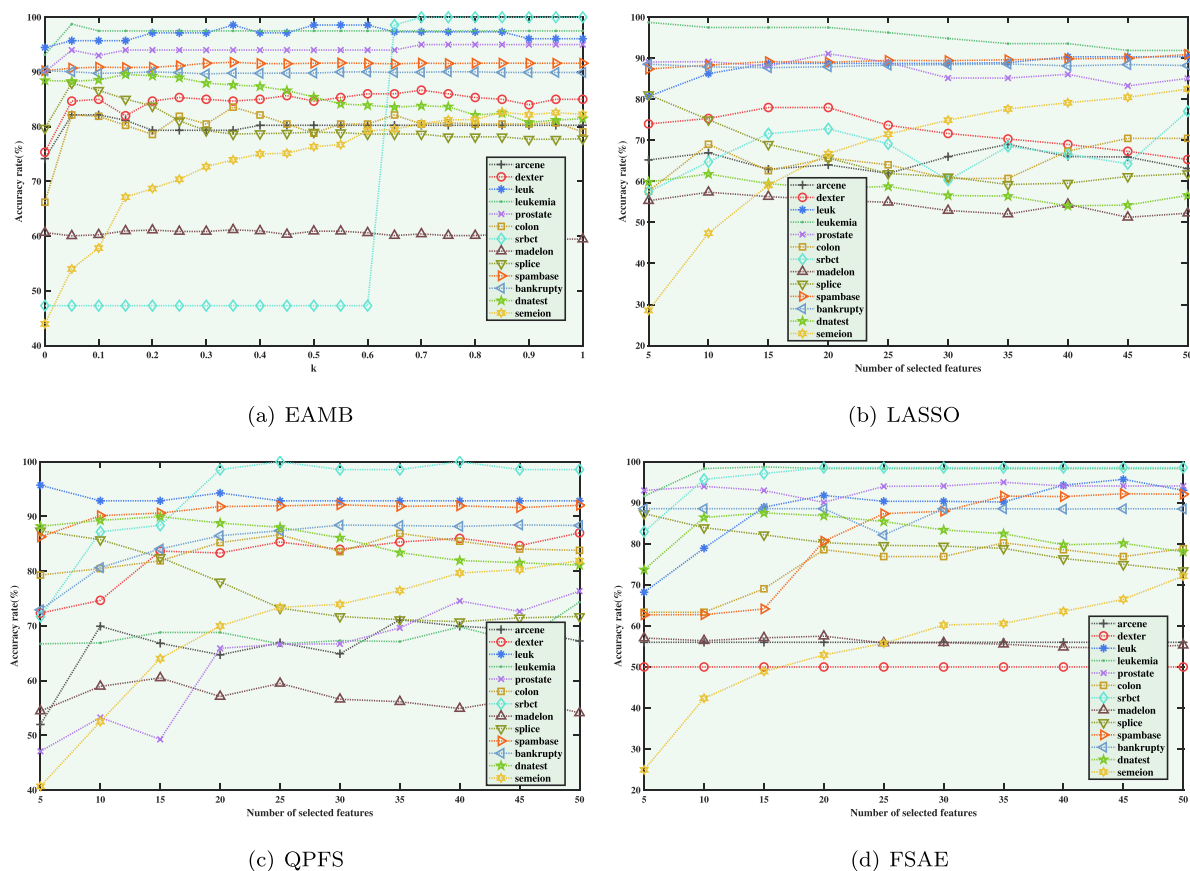 100
90
80
70
60
50
40
Accuracy rate(%)
0
0.1
0.2
0.3
0.4
0.5
0.6
0.7
0.8
0.9
1
k
arcene
dexter
leuk
leukemia
prostate
colon
srbct
madelon
splice
spambase
bankrupty
dnatest
semeion
(a) EAMB
100
90
80
70
60
50
40
30
20
Accuracy rate(%)
5
10
15
20
25
30
35
40
45
50
Number of selected features
arcene
dexter
leuk
leukemia
prostate
colon
srbct
madelon
splice
spambase
bankrupty
dnatest
semeion
(b) LASSO
100
90
80
70
60
50
40
Accuracy rate(%)
5
10
15
20
25
30
35
40
45
50
Number of selected features
arcene
dexter
leuk
leukemia
prostate
colon
srbct
madelon
splice
spambase
bankrupty
dnatest
semeion
(c) QPFS
100
90
80
70
60
50
40
30
20
Accuracy rate(%)
5
10
15
20
25
30
35
40
45
50
Number of selected features
arcene
dexter
leuk
leukemia
prostate
colon
srbct
madelon
splice
spambase
bankrupty
dnatest
semeion
(d) FSAE